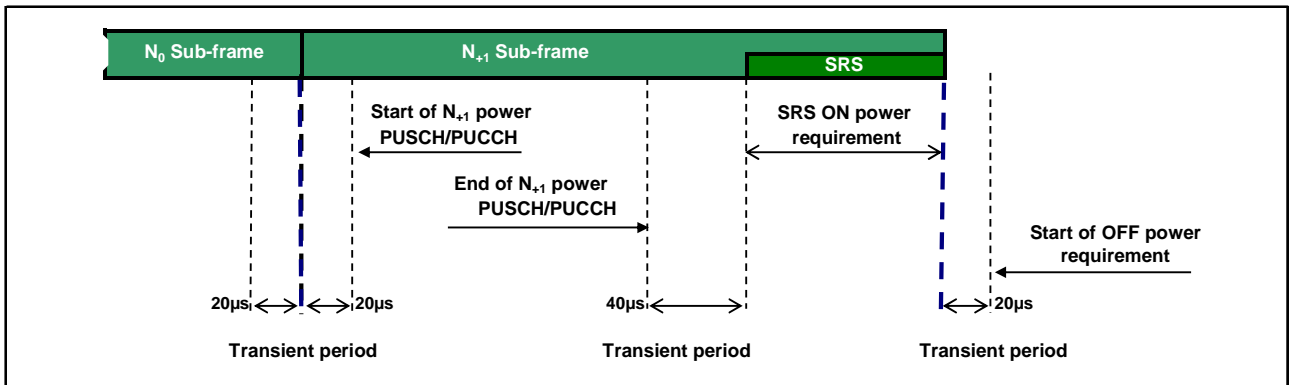 N₀ Sub-frame
N₊₁ Sub-frame
SRS
Start of N₊₁ power
PUSCH/PUCCH
SRS ON power
requirement
End of N₊₁ power
PUSCH/PUCCH
Start of OFF power
requirement
20µs
20µs
40µs
20µs
Transient period
Transient period
Transient period